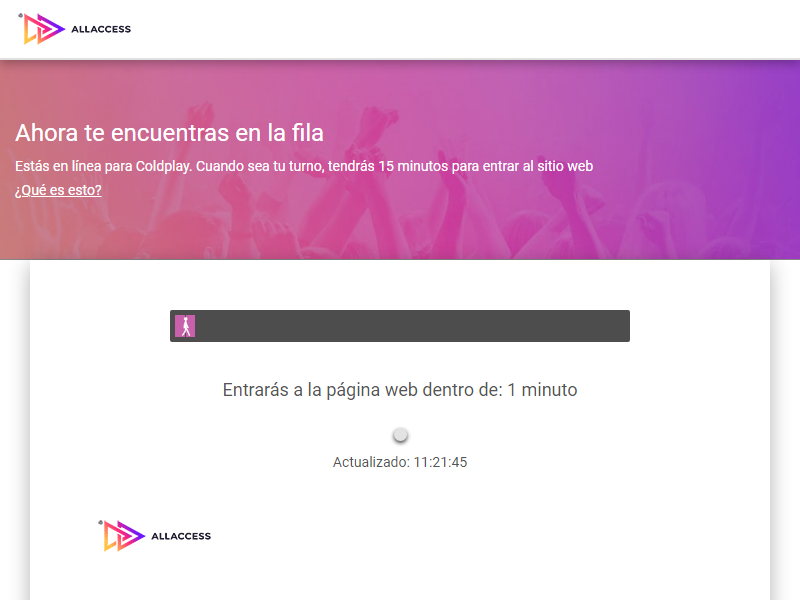 ALLACCESS
Ahora te encuentras en la fila
Estás en línea para Coldplay. Cuando sea tu turno, tendrás 15 minutos para entrar al sitio web
¿Qué es esto?
Entrarás a la página web dentro de: 1 minuto
Actualizado: 11:21:45
ALLACCESS